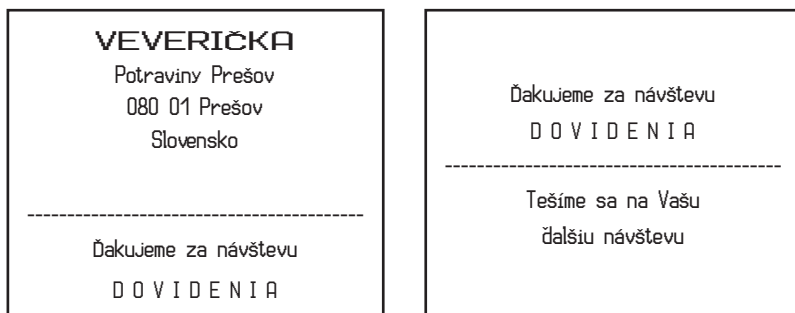 VEVERIČKA
Potraviny Prešov
080 01 Prešov
Slovensko
------------------------------------------
Ďakujeme za návštevu
D O V I D E N I A
Ďakujeme za návštevu
D O V I D E N I A
------------------------------------------
Tešíme sa na Vašu
ďalšiu návštevu